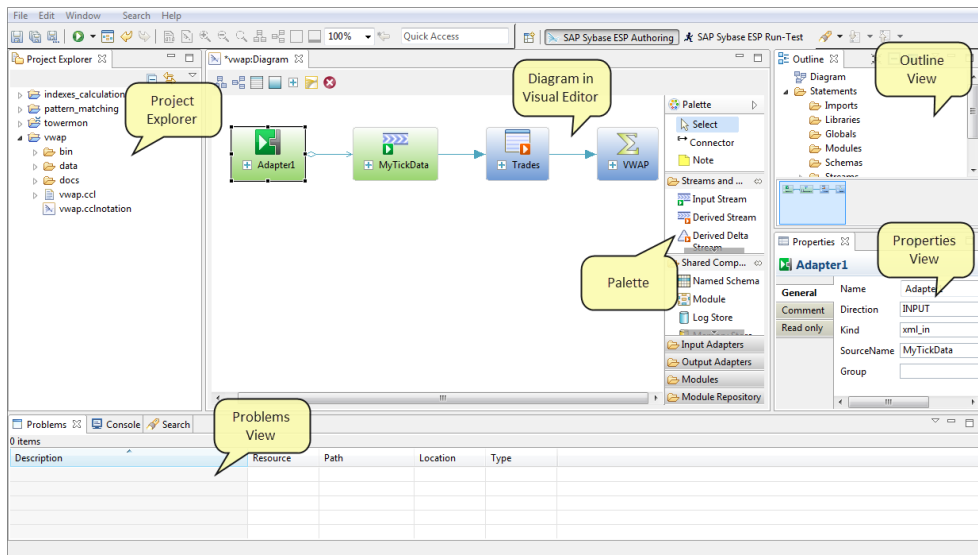 File Edit Window Search Help
100%
Quick Access
SAP Sybase ESP Authoring
SAP Sybase ESP Run-Test
Project Explorer
indexes_calculation
pattern_matching
towermon
vwap
bin
data
docs
vwap.ccl
vwap.cclnotation
Project
Explorer
*vwap:Diagram
Adapter1
MyTickData
Trades
VWAP
Diagram in
Visual Editor
Palette
Select
Connector
Note
Streams and ...
Input Stream
Derived Stream
Derived Delta
Stream
Shared Comp...
Named Schema
Module
Log Store
Input Adapters
Output Adapters
Modules
Module Repository
Palette
Outline
Diagram
Statements
Imports
Libraries
Globals
Modules
Schemas
Streams
Outline
View
Properties
Adapter1
General
Comment
Read only
Name
Direction INPUT
Kind xml_in
SourceName MyTickData
Group
Properties
View
Problems
Console
Search
0 items
Description Resource Path Location Type
Problems
View